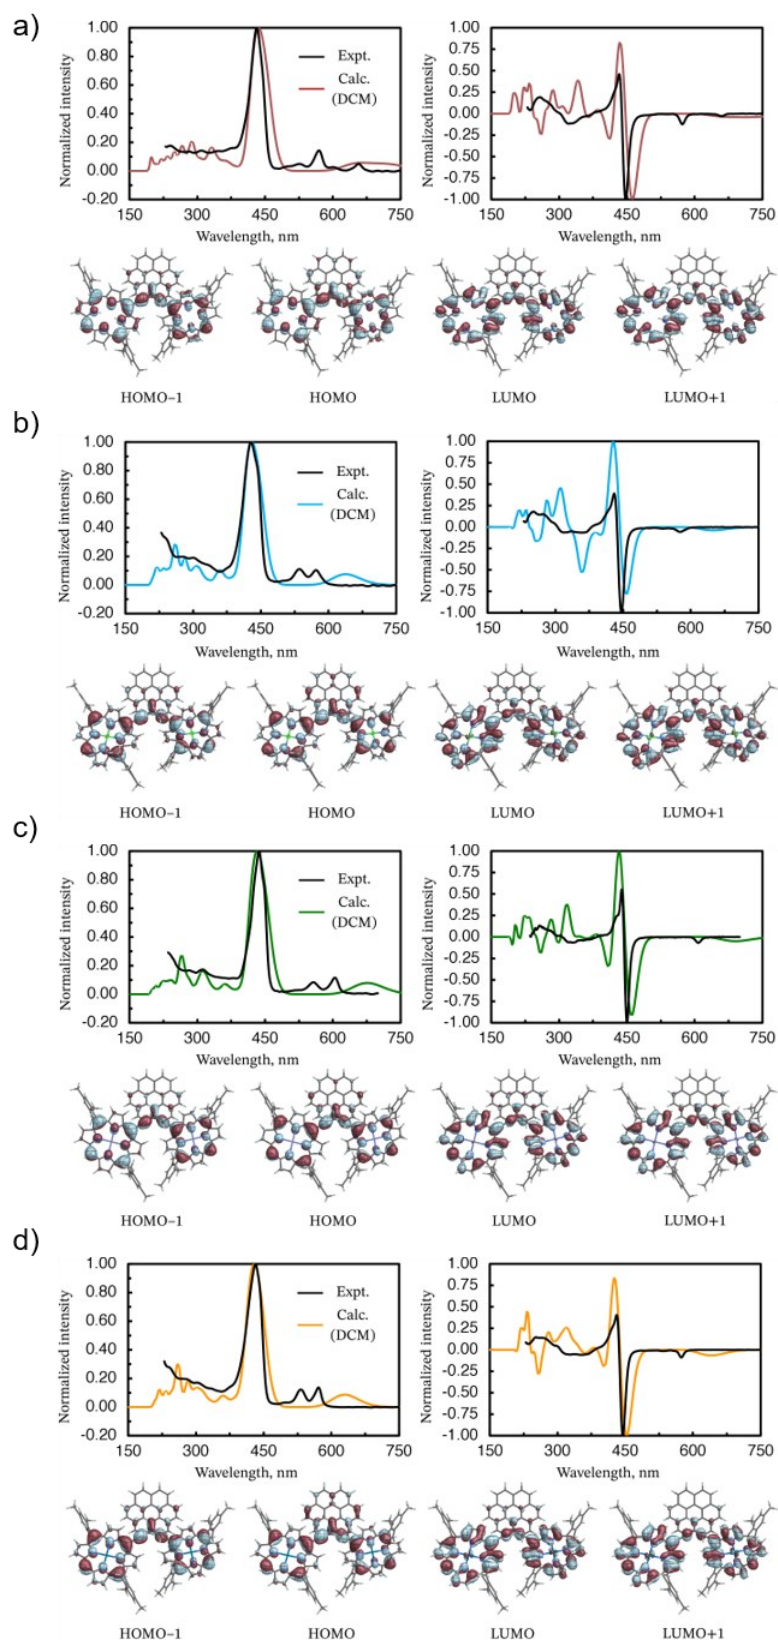 a)
Normalized intensity
1.00
0.80
0.60
0.40
0.20
0.00
-0.20
Expt.
Calc.
(DCM)
150 300 450 600 750
Wavelength, nm
Normalized intensity
1.00
0.75
0.50
0.25
0.00
-0.25
-0.50
-0.75
-1.00
150 300 450 600 750
Wavelength, nm
HOMO−1 HOMO LUMO LUMO+1
b)
Normalized intensity
1.00
0.80
0.60
0.40
0.20
0.00
-0.20
Expt.
Calc.
(DCM)
150 300 450 600 750
Wavelength, nm
Normalized intensity
1.00
0.75
0.50
0.25
0.00
-0.25
-0.50
-0.75
-1.00
150 300 450 600 750
Wavelength, nm
HOMO−1 HOMO LUMO LUMO+1
c)
Normalized intensity
1.00
0.80
0.60
0.40
0.20
0.00
-0.20
Expt.
Calc.
(DCM)
150 300 450 600 750
Wavelength, nm
Normalized intensity
1.00
0.75
0.50
0.25
0.00
-0.25
-0.50
-0.75
-1.00
150 300 450 600 750
Wavelength, nm
HOMO−1 HOMO LUMO LUMO+1
d)
Normalized intensity
1.00
0.80
0.60
0.40
0.20
0.00
-0.20
Expt.
Calc.
(DCM)
150 300 450 600 750
Wavelength, nm
Normalized intensity
1.00
0.75
0.50
0.25
0.00
-0.25
-0.50
-0.75
-1.00
150 300 450 600 750
Wavelength, nm
HOMO−1 HOMO LUMO LUMO+1